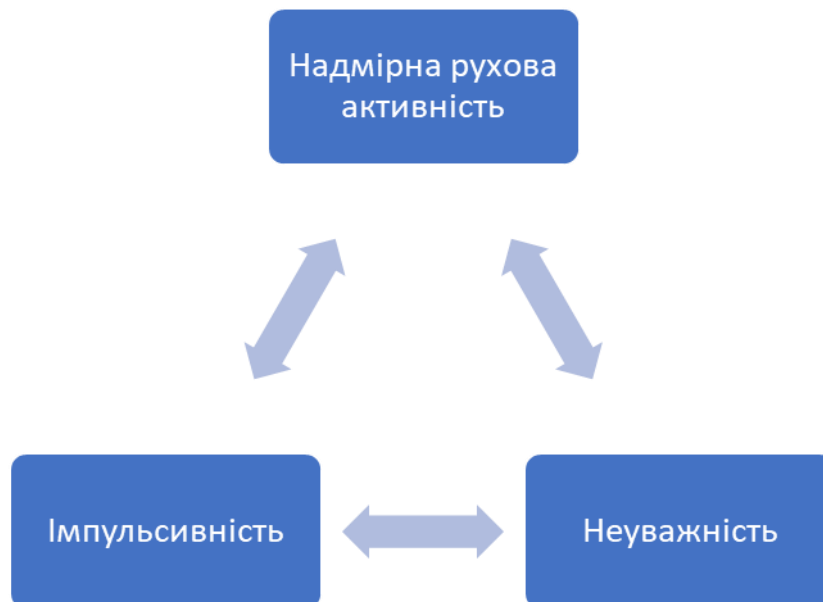 Надмірна рухова
активність
Імпульсивність
Неуважність